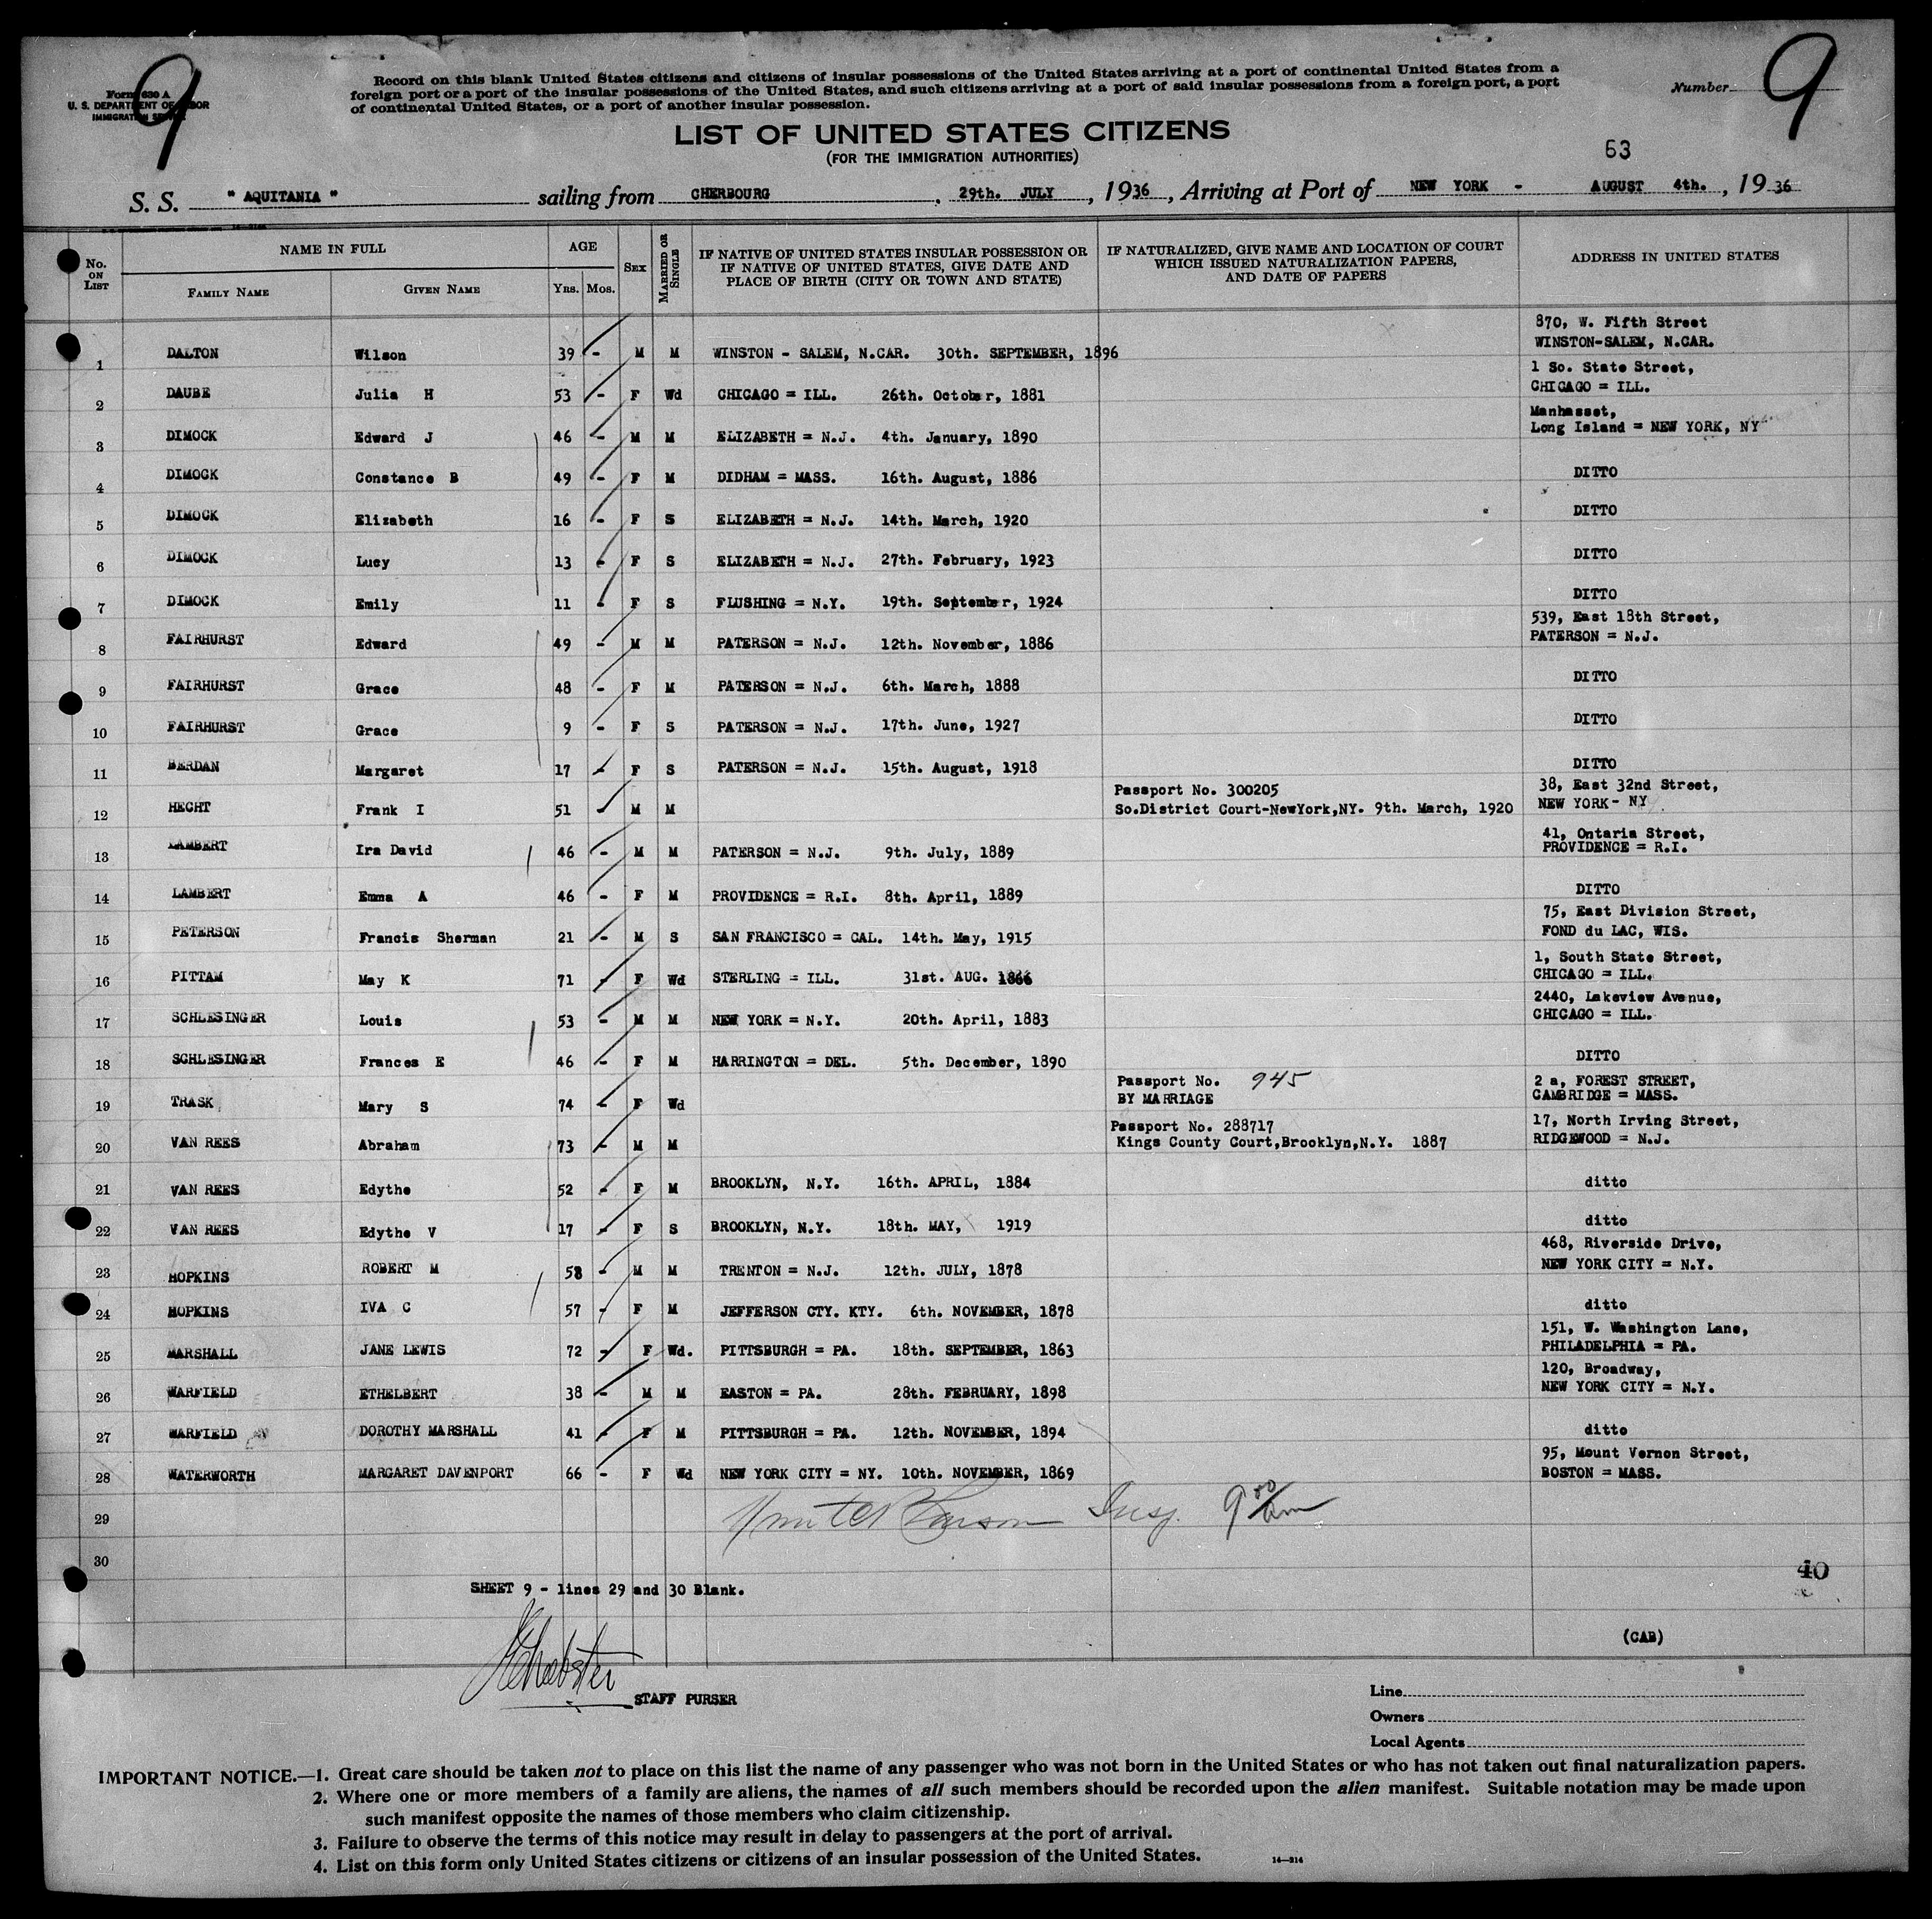 9
Form 630 A
U. S. DEPARTMENT OF LABOR
IMMIGRATION SERVICE
Record on this blank United States citizens and citizens of insular possessions of the United States arriving at a port of continental United States from a
foreign port or a port of the insular possessions of the United States, and such citizens arriving at a port of said insular possessions from a foreign port, a port
of continental United States, or a port of another insular possession.
Number 9
LIST OF UNITED STATES CITIZENS
(FOR THE IMMIGRATION AUTHORITIES)
63
S. S. " AQUITANIA " sailing from CHERBOURG , 29th. JULY , 1936 , Arriving at Port of NEW YORK - AUGUST 4th. , 1936
No. ON LIST
NAME IN FULL
FAMILY NAME
GIVEN NAME
AGE
YRS. MOS.
SEX
MARRIED OR SINGLE
IF NATIVE OF UNITED STATES INSULAR POSSESSION OR
IF NATIVE OF UNITED STATES, GIVE DATE AND
PLACE OF BIRTH (CITY OR TOWN AND STATE)
IF NATURALIZED, GIVE NAME AND LOCATION OF COURT
WHICH ISSUED NATURALIZATION PAPERS,
AND DATE OF PAPERS
ADDRESS IN UNITED STATES
870, W. Fifth Street
1 DALTON Wilson 39 - M M WINSTON - SALEM, N.CAR. 30th. SEPTEMBER, 1896 WINSTON-SALEM, N.CAR.
1 So. State Street,
2 DAUBE Julia H 53 - F Wd CHICAGO = ILL. 26th. October, 1881 CHICAGO = ILL.
Manhasset,
3 DIMOCK Edward J 46 - M M ELIZABETH = N.J. 4th. January, 1890 Long Island = NEW YORK, NY
4 DIMOCK Constance B 49 - F M DIDHAM = MASS. 16th. August, 1886 DITTO
5 DIMOCK Elizabeth 16 - F S ELIZABETH = N.J. 14th. March, 1920 DITTO
6 DIMOCK Lucy 13 - F S ELIZABETH = N.J. 27th. February, 1923 DITTO
7 DIMOCK Emily 11 - F S FLUSHING = N.Y. 19th. September, 1924 DITTO
539, East 18th Street,
8 FAIRHURST Edward 49 - M M PATERSON = N.J. 12th. November, 1886 PATERSON = N.J.
9 FAIRHURST Grace 48 - F M PATERSON = N.J. 6th. March, 1888 DITTO
10 FAIRHURST Grace 9 - F S PATERSON = N.J. 17th. June, 1927 DITTO
11 BERDAN Margaret 17 - F S PATERSON = N.J. 15th. August, 1918 DITTO
Passport No. 300205 38, East 32nd Street,
12 HECHT Frank I 51 - M M So.District Court-NewYork,NY. 9th. March, 1920 NEW YORK - NY
41, Ontaria Street,
13 LAMBERT Ira David 46 - M M PATERSON = N.J. 9th. July, 1889 PROVIDENCE = R.I.
14 LAMBERT Emma A 46 - F M PROVIDENCE = R.I. 8th. April, 1889 DITTO
75, East Division Street,
15 PETERSON Francis Sherman 21 - M S SAN FRANCISCO = CAL. 14th. May, 1915 FOND du LAC, WIS.
1, South State Street,
16 PITTAM May K 71 - F Wd STERLING = ILL. 31st. AUG. CHICAGO = ILL.
2440, Lakeview Avenue,
17 SCHLESINGER Louis 53 - M M NEW YORK = N.Y. 20th. April, 1883 CHICAGO = ILL.
18 SCHLESINGER Frances E 46 - F M HARRINGTON = DEL. 5th. December, 1890 DITTO
Passport No. 945 2 a, FOREST STREET,
19 TRASK Mary S 74 - F Wd BY MARRIAGE CAMBRIDGE = MASS.
Passport No. 288717 17, North Irving Street,
20 VAN REES Abraham 73 - M M Kings County Court,Brooklyn,N.Y. 1887 RIDGEWOOD = N.J.
21 VAN REES Edythe 52 - F M BROOKLYN, N.Y. 16th. APRIL, 1884 ditto
22 VAN REES Edythe V 17 - F S BROOKLYN, N.Y. 18th. MAY, 1919 ditto
468, Riverside Drive,
23 HOPKINS ROBERT M 58 - M M TRENTON = N.J. 12th. JULY, 1878 NEW YORK CITY = N.Y.
24 HOPKINS IVA C 57 - F M JEFFERSON CTY. KTY. 6th. NOVEMBER, 1878 ditto
151, W. Washington Lane,
25 MARSHALL JANE LEWIS 72 - F Wd. PITTSBURGH = PA. 18th. SEPTEMBER, 1863 PHILADELPHIA = PA.
120, Broadway,
26 WARFIELD ETHELBERT 38 - M M EASTON = PA. 28th. FEBRUARY, 1898 NEW YORK CITY = N.Y.
27 WARFIELD DOROTHY MARSHALL 41 - F M PITTSBURGH = PA. 12th. NOVEMBER, 1894 ditto
95, Mount Vernon Street,
28 WATERWORTH MARGARET DAVENPORT 66 - F Wd NEW YORK CITY = NY. 10th. NOVEMBER, 1869 BOSTON = MASS.
29 Insp. 9 00 am
30
40
SHEET 9 - lines 29 and 30 Blank.
(CAB)
STAFF PURSER
Line
Owners
Local Agents
IMPORTANT NOTICE.—1. Great care should be taken not to place on this list the name of any passenger who was not born in the United States or who has not taken out final naturalization papers.
2. Where one or more members of a family are aliens, the names of all such members should be recorded upon the alien manifest. Suitable notation may be made upon
such manifest opposite the names of those members who claim citizenship.
3. Failure to observe the terms of this notice may result in delay to passengers at the port of arrival.
4. List on this form only United States citizens or citizens of an insular possession of the United States.
14—314